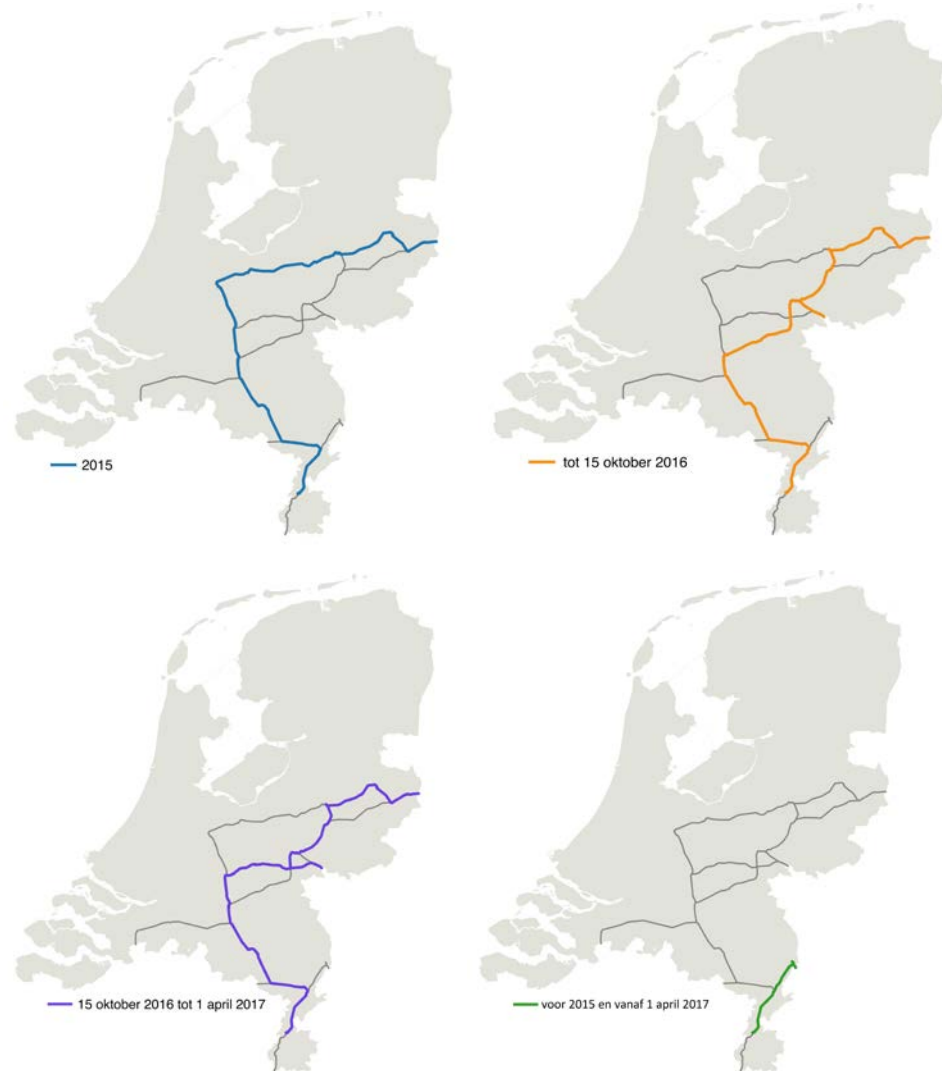 2015
tot 15 oktober 2016
15 oktober 2016 tot 1 april 2017
voor 2015 en vanaf 1 april 2017